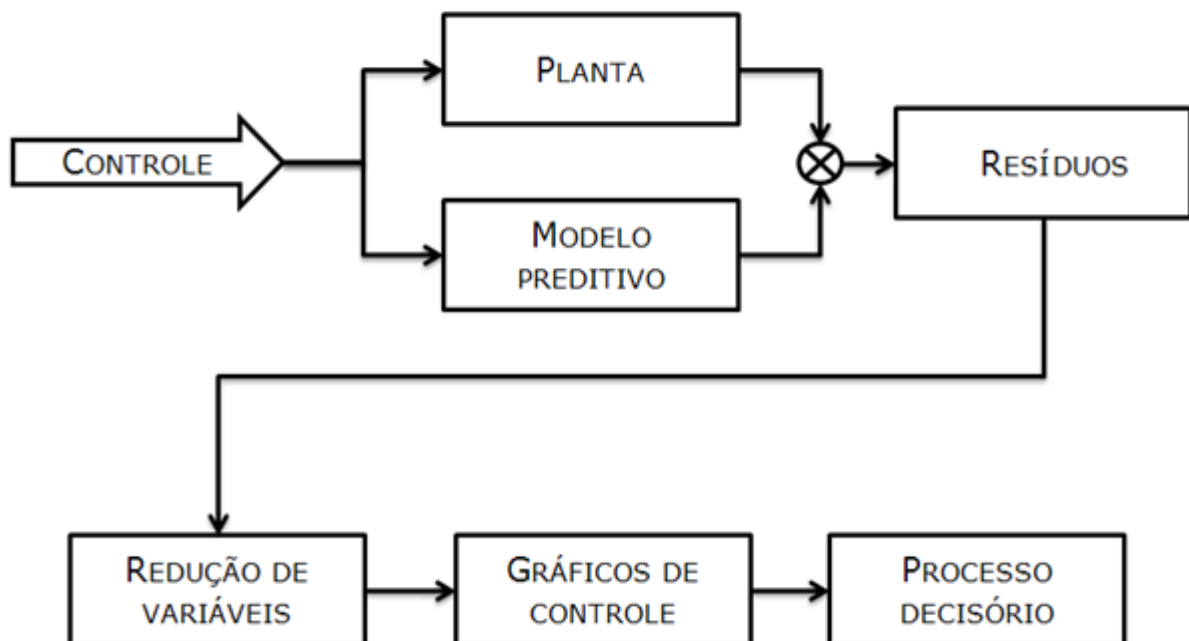 PLANTA
CONTROLE
RESÍDUOS
MODELO
PREDITIVO
REDUÇÃO DE
VARIÁVEIS
GRÁFICOS DE
CONTROLE
PROCESSO
DECISÓRIO